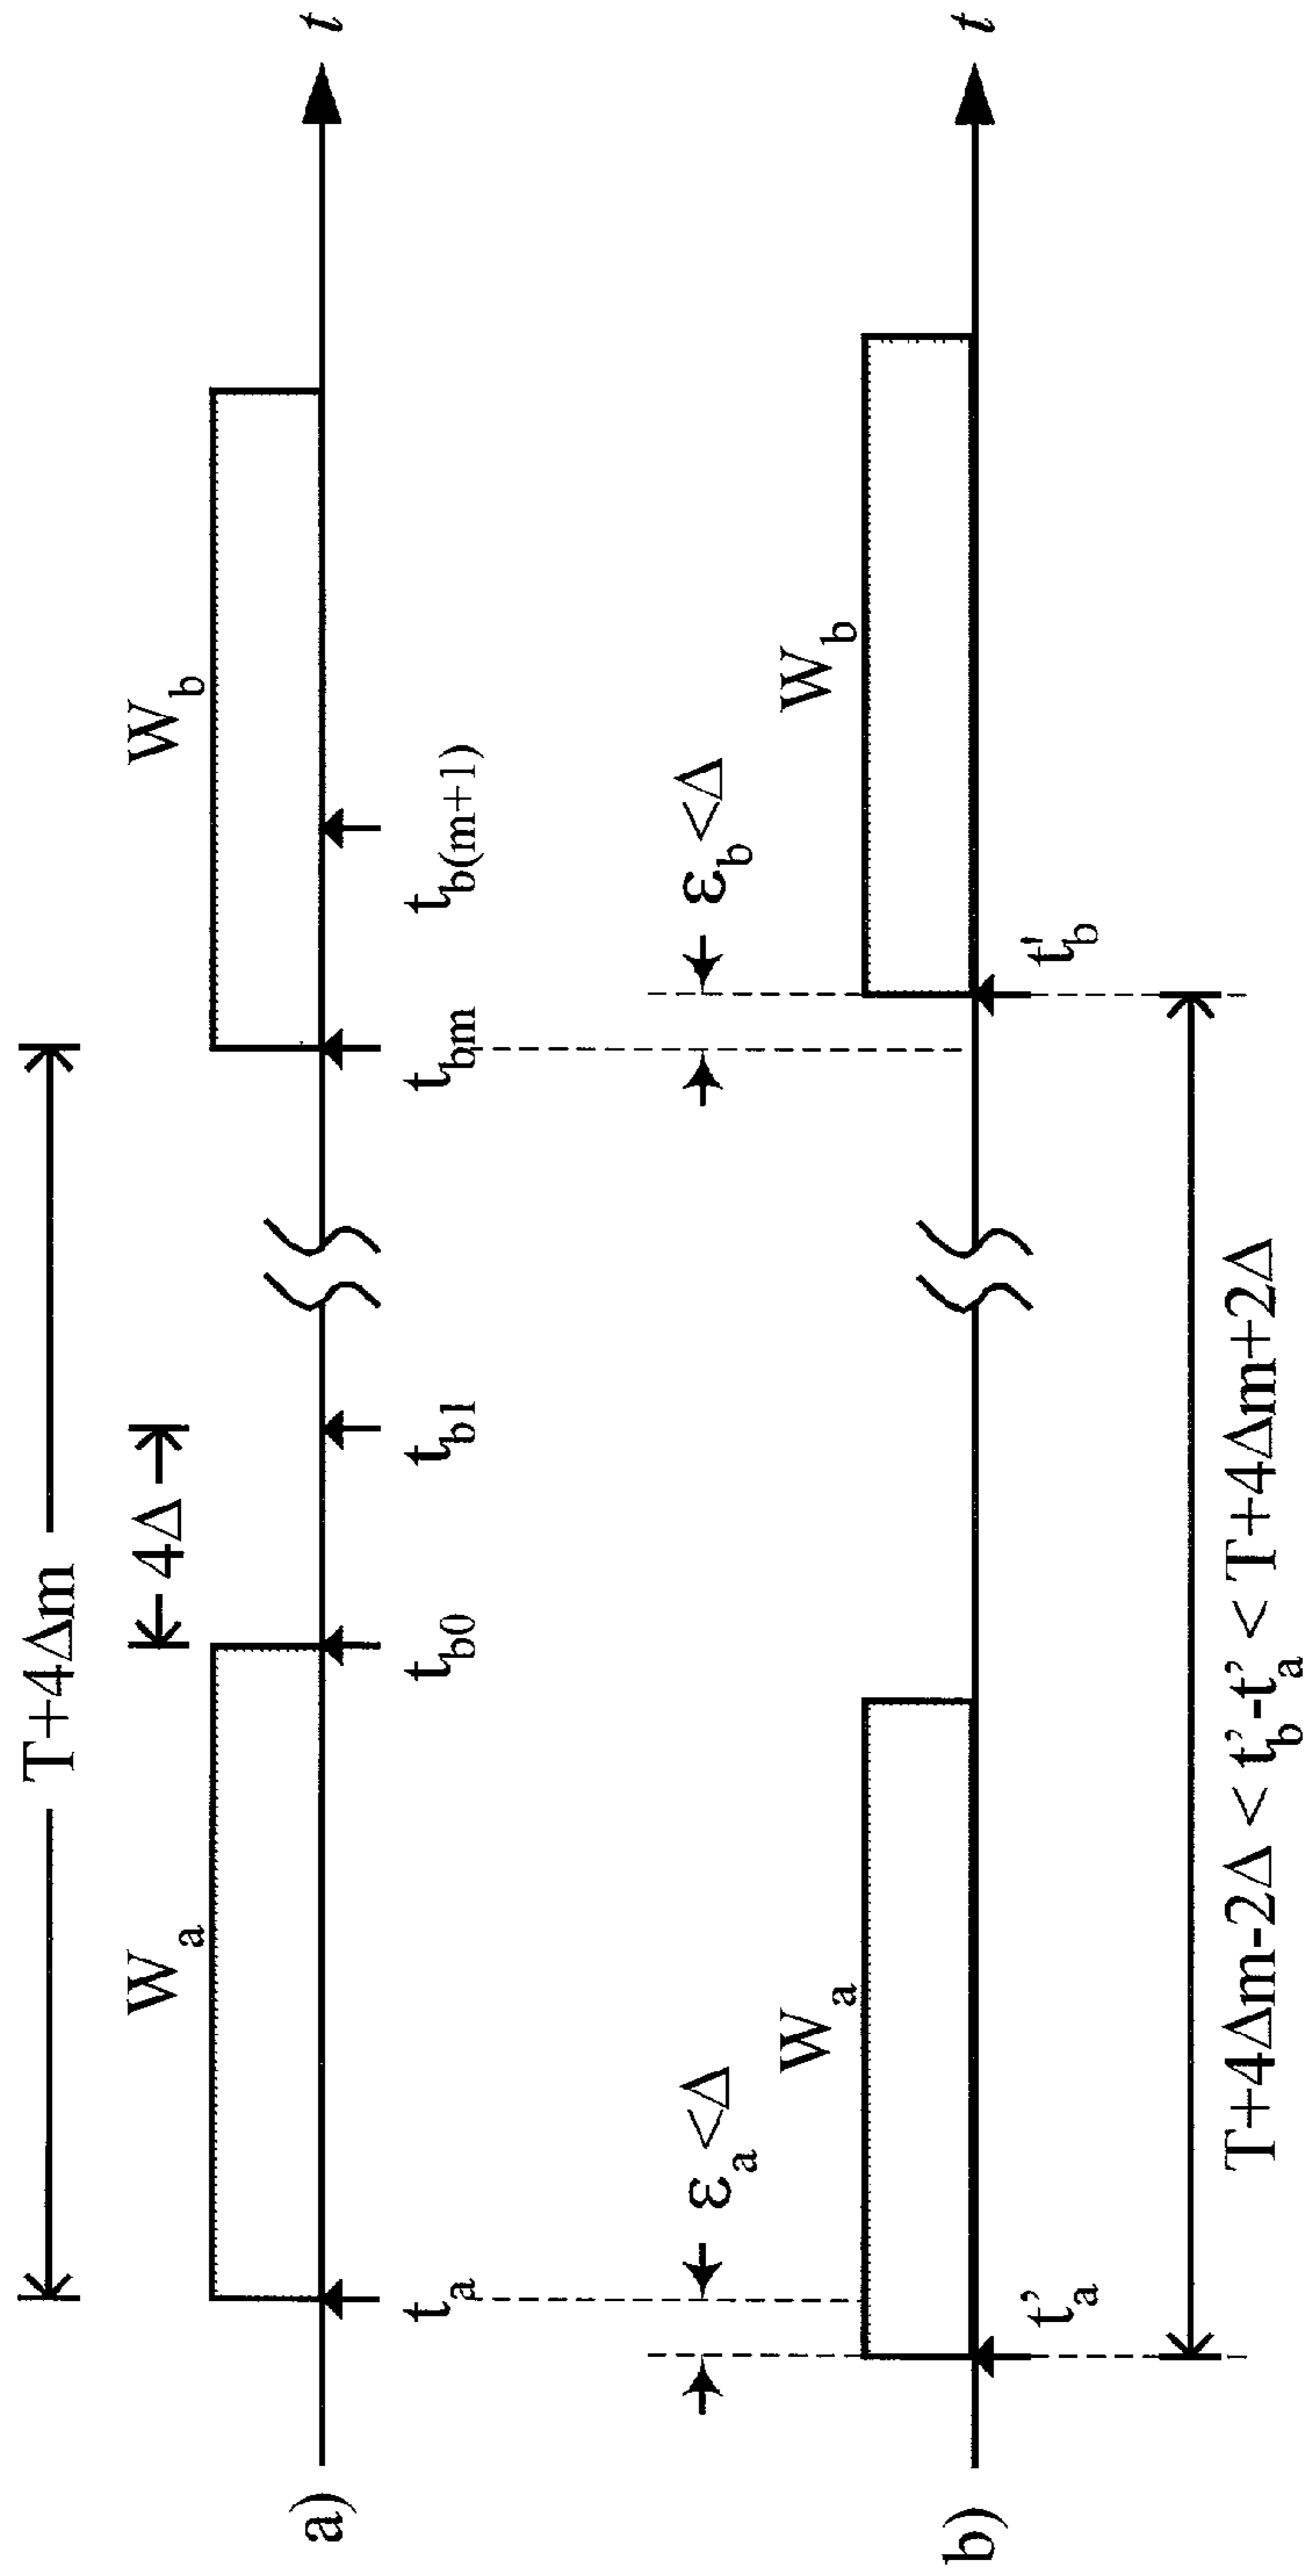 T+4Δm
4Δ
W_a
W_b
a)
t
t_a
t_b0
t_b1
t_bm
t_b(m+1)
ε_a <Δ
ε_b <Δ
W_a
W_b
b)
t
t’_a
t'_b
T+4Δm-2Δ < t’_b-t’_a < T+4Δm+2Δ